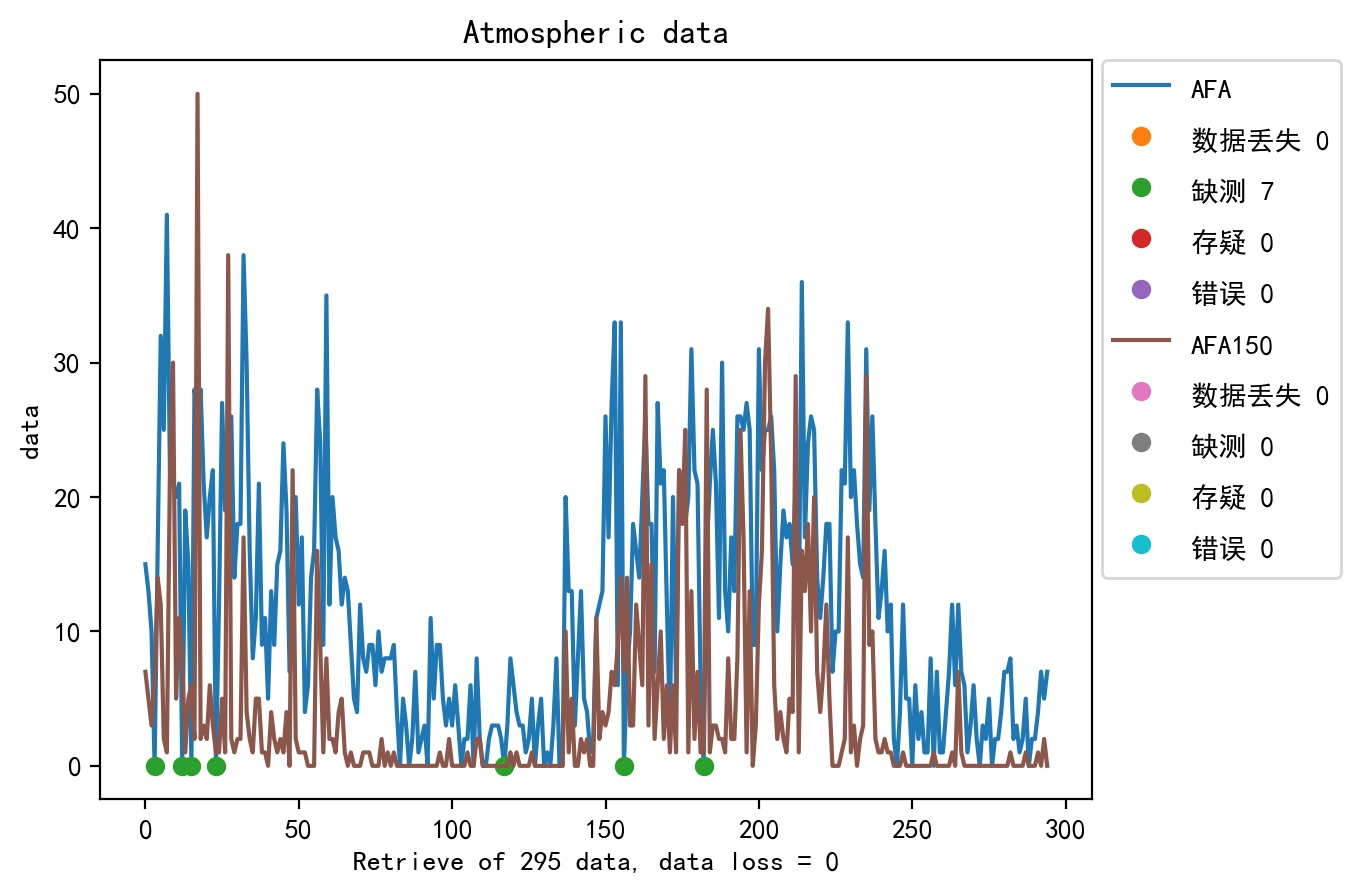 Atmospheric data
50
40
30
20
10
0
data
0 50 100 150 200 250 300
Retrieve of 295 data, data loss = 0
AFA
数据丢失 0
缺测 7
存疑 0
错误 0
AFA150
数据丢失 0
缺测 0
存疑 0
错误 0